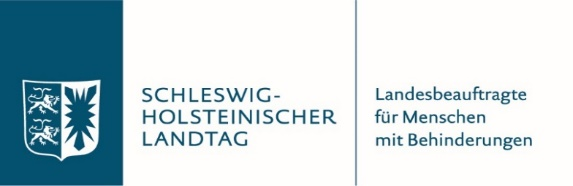 SCHLESWIG-
HOLSTEINISCHER
LANDTAG
Landesbeauftragte
für Menschen
mit Behinderungen